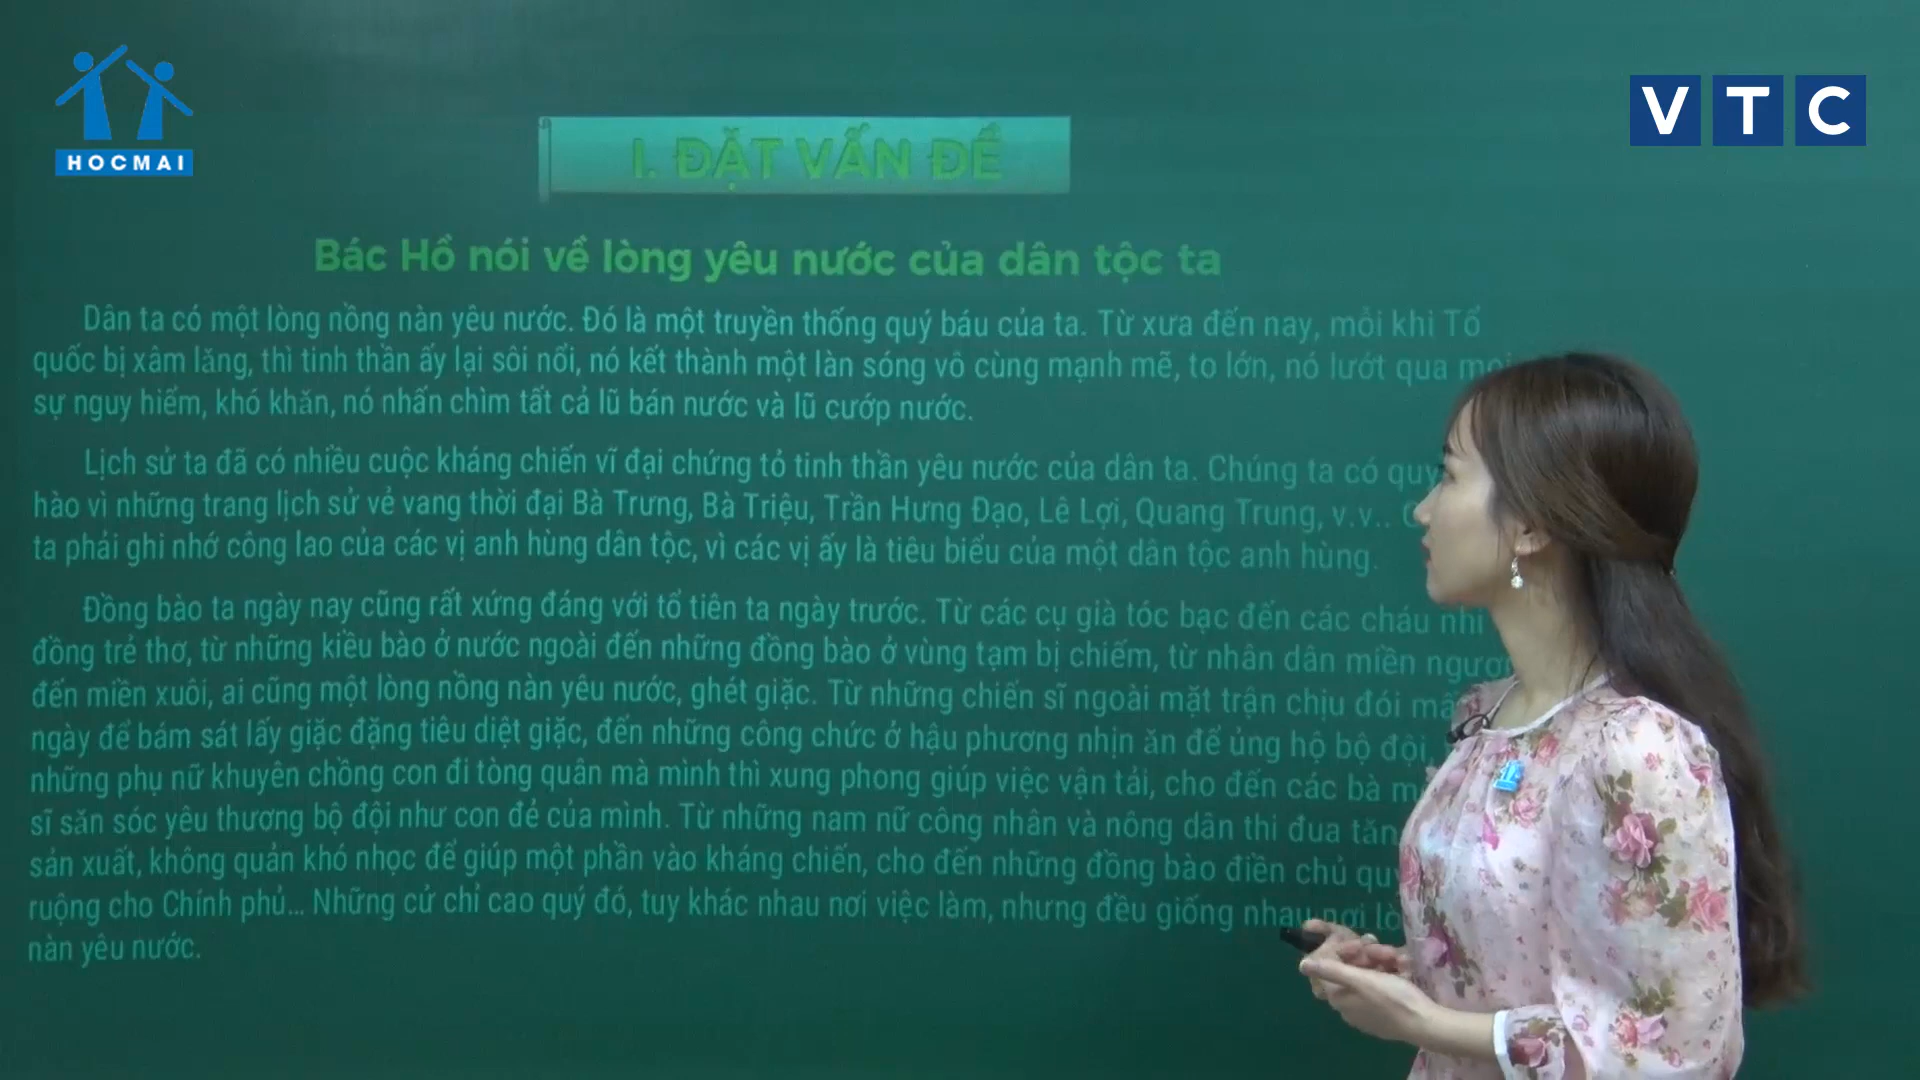 HOCMAI
VTC
I. ĐẶT VẤN ĐỀ
Bác Hồ nói về lòng yêu nước của dân tộc ta
Dân ta có một lòng nồng nàn yêu nước. Đó là một truyền thống quý báu của ta. Từ xưa đến nay, mỗi khi Tổ
quốc bị xâm lăng, thì tinh thần ấy lại sôi nổi, nó kết thành một làn sóng vô cùng mạnh mẽ, to lớn, nó lướt qua mọi
sự nguy hiểm, khó khăn, nó nhấn chìm tất cả lũ bán nước và lũ cướp nước.
Lịch sử ta đã có nhiều cuộc kháng chiến vĩ đại chứng tỏ tinh thần yêu nước của dân ta. Chúng ta có
hào vì những trang lịch sử vẻ vang thời đại Bà Trưng, Bà Triệu, Trần Hưng Đạo, Lê Lợi, Quang Trung, v.v..
ta phải ghi nhớ công lao của các vị anh hùng dân tộc, vì các vị ấy là tiêu biểu của một dân tộc anh hùng.
Đồng bào ta ngày nay cũng rất xứng đáng với tổ tiên ta ngày trước. Từ các cụ già tóc bạc đến các cháu nhi
đồng trẻ thơ, từ những kiều bào ở nước ngoài đến những đồng bào ở vùng tạm bị chiếm, từ nhân dân miền ngược
đến miền xuôi, ai cũng một lòng nồng nàn yêu nước, ghét giặc. Từ những chiến sĩ ngoài mặt trận chịu đói
ngày để bám sát lấy giặc đặng tiêu diệt giặc, đến những công chức ở hậu phương nhịn ăn để ủng hộ bộ đội,
những phụ nữ khuyên chồng con đi tòng quân mà mình thì xung phong giúp việc vận tải, cho đến các bà
sĩ săn sóc yêu thương bộ đội như con đẻ của mình. Từ những nam nữ công nhân và nông dân thi đua
sản xuất, không quản khó nhọc để giúp một phần vào kháng chiến, cho đến những đồng bào điền chủ
ruộng cho Chính phủ... Những cử chỉ cao quý đó, tuy khác nhau nơi việc làm, nhưng đều giống nhau nơi
nàn yêu nước.